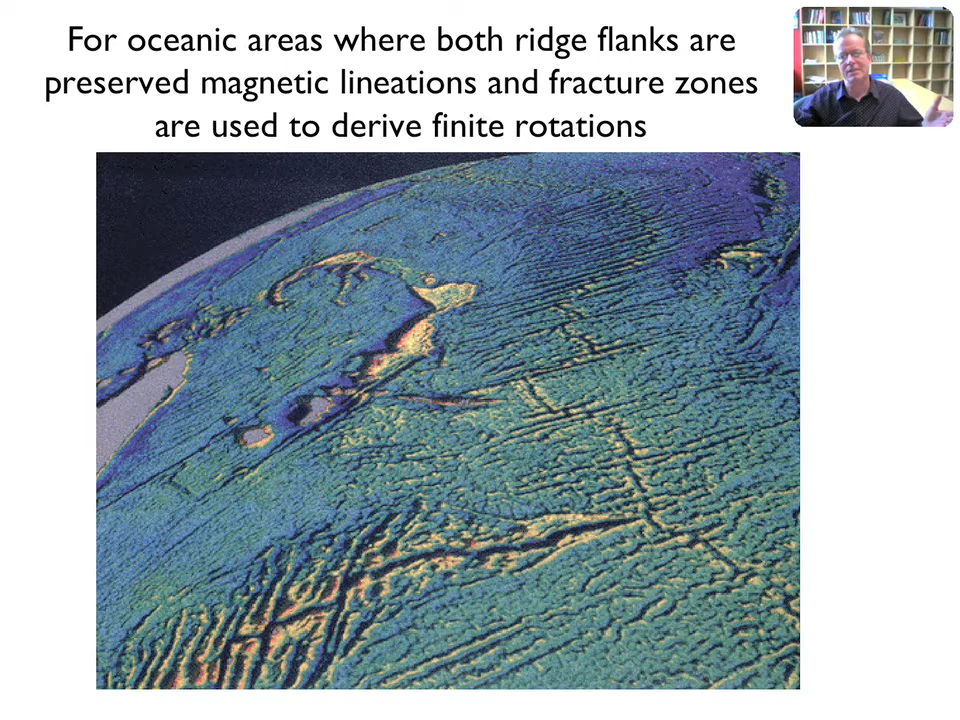 For oceanic areas where both ridge flanks are
preserved magnetic lineations and fracture zones
are used to derive finite rotations